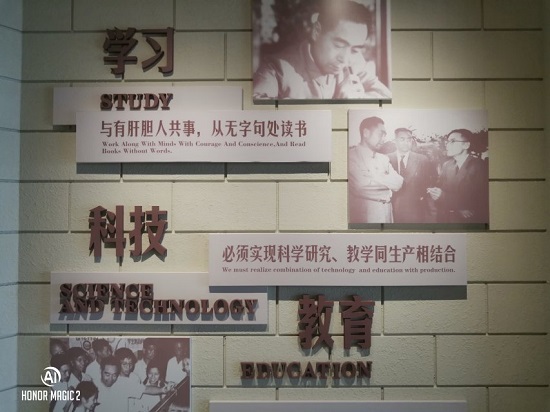 学习
STUDY
与有肝胆人共事，从无字句处读书
Work Along With Minds With Courage And Conscience,And Read
Books Without Words.
科技
必须实现科学研究、教学同生产相结合
We must realize combination of technology and education with production.
SCIENCE
AND TECHNOLOGY
教育
EDUCATION
AI
HONOR MAGIC 2